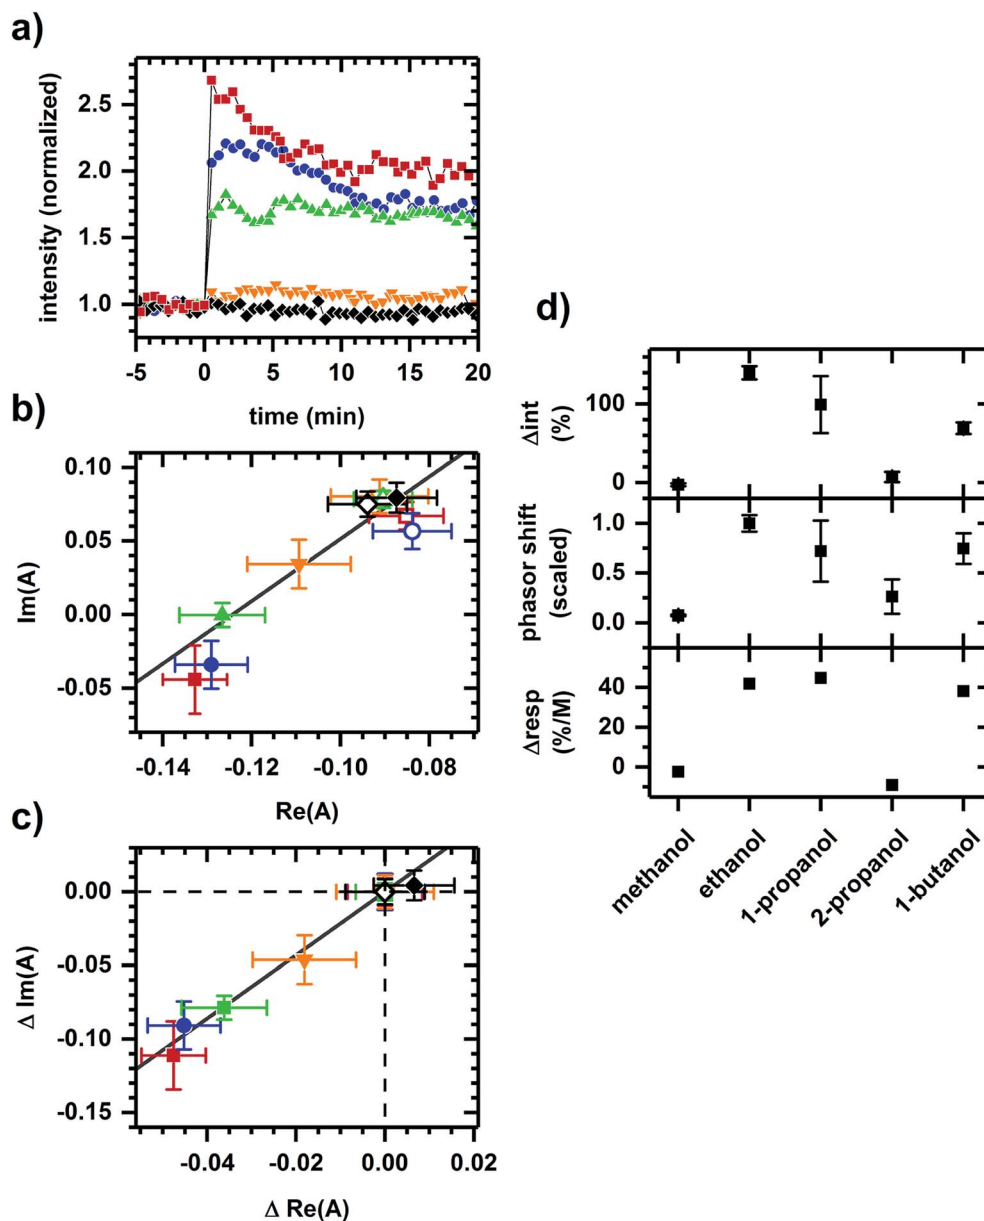 a)
intensity (normalized)
2.5
2.0
1.5
1.0
-5 0 5 10 15 20
time (min)
b)
Im(A)
0.10
0.05
0.00
-0.05
-0.14 -0.12 -0.10 -0.08
Re(A)
c)
Δ Im(A)
0.00
-0.05
-0.10
-0.15
-0.04 -0.02 0.00 0.02
Δ Re(A)
d)
Δint
(%)
100
0
phasor shift
(scaled)
1.0
0.5
0.0
Δresp
(%/M)
40
20
0
methanol
ethanol
1-propanol
2-propanol
1-butanol